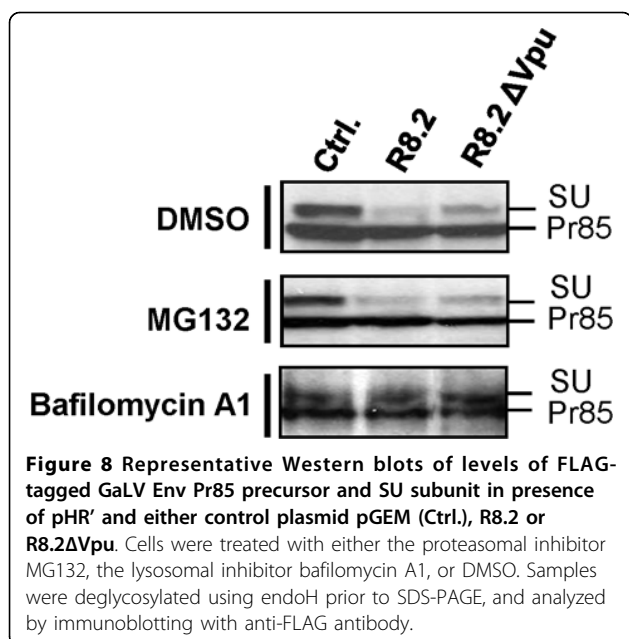 Ctrl. R8.2 R8.2 ΔVpu
DMSO
SU
Pr85
MG132
SU
Pr85
Bafilomycin A1
SU
Pr85
Figure 8 Representative Western blots of levels of FLAG-
tagged GaLV Env Pr85 precursor and SU subunit in presence
of pHR’ and either control plasmid pGEM (Ctrl.), R8.2 or
R8.2ΔVpu. Cells were treated with either the proteasomal inhibitor
MG132, the lysosomal inhibitor bafilomycin A1, or DMSO. Samples
were deglycosylated using endoH prior to SDS-PAGE, and analyzed
by immunoblotting with anti-FLAG antibody.